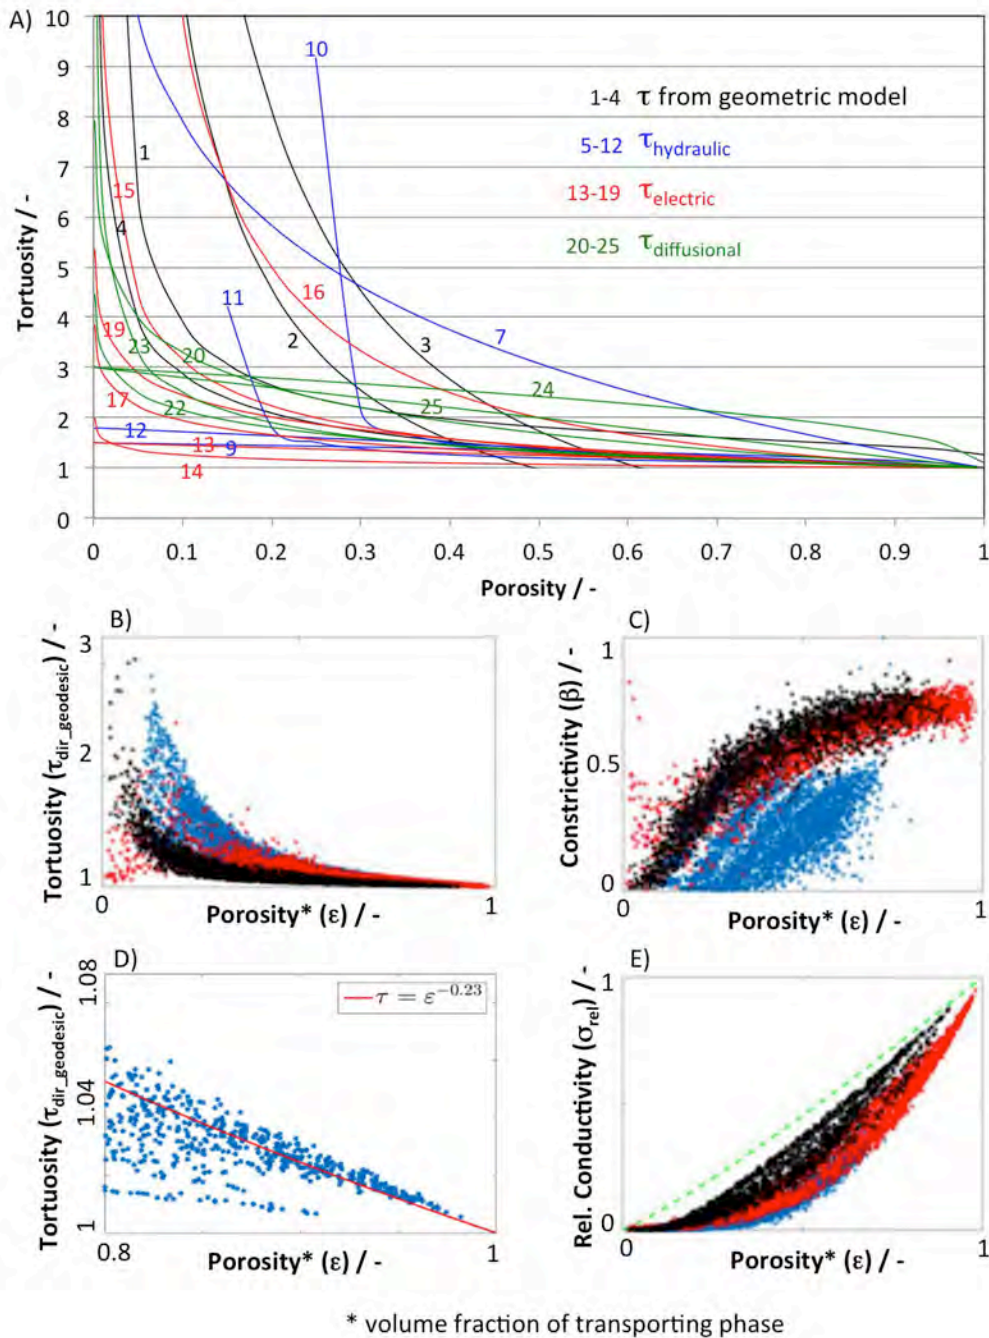 A)
10
9
8
7
6
5
4
3
2
1
0
Tortuosity / -
0 0.1 0.2 0.3 0.4 0.5 0.6 0.7 0.8 0.9 1
Porosity / -
1-4 τ from geometric model
5-12 τhydraulic
13-19 τelectric
20-25 τdiffusional
10
1
15
4
11
16
7
19
23
20
2
3
24
17
22
25
12
13
9
14
B)
3
2
1
Tortuosity (τdir_geodesic) / -
0 1
Porosity* (ε) / -
C)
1
0.5
0
Constrictivity (β) / -
0 1
Porosity* (ε) / -
D)
1.08
1.04
1
Tortuosity (τdir_geodesic) / -
τ = ε^−0.23
0.8 1
Porosity* (ε) / -
E)
1
0
Rel. Conductivity (σrel) / -
0 1
Porosity* (ε) / -
* volume fraction of transporting phase